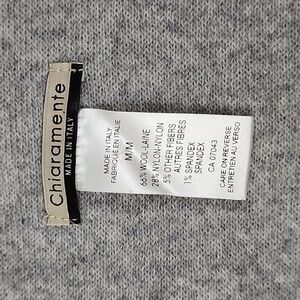 Chiaramente
MADE IN ITALY
MADE IN ITALY
FABRIQUE EN ITALIE
M/M
66% WOOL-LAINE
28% NYLON-NYLON
5% OTHER FIBERS
AUTRES FIBRES
1% SPANDEX
SPANDEX
CA 07043
CARE ON REVERSE
ENTRETIEN AU VERSO